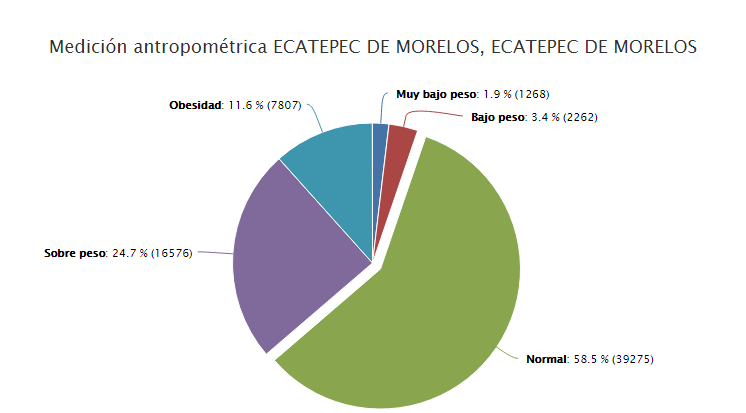 Medición antropométrica ECATEPEC DE MORELOS, ECATEPEC DE MORELOS
Muy bajo peso: 1.9 % (1268)
Obesidad: 11.6 % (7807)
Bajo peso: 3.4 % (2262)
Sobre peso: 24.7 % (16576)
Normal: 58.5 % (39275)